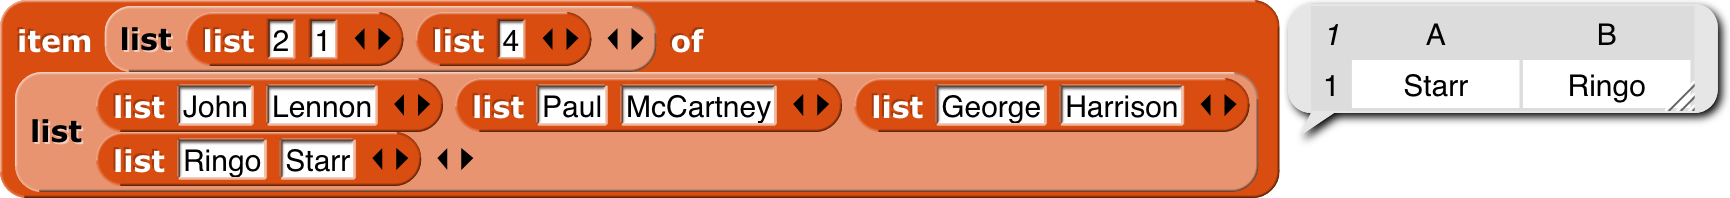 item list list 2 1 list 4 of
list John Lennon list Paul McCartney list George Harrison
list
list Ringo Starr
1 A B
1 Starr Ringo